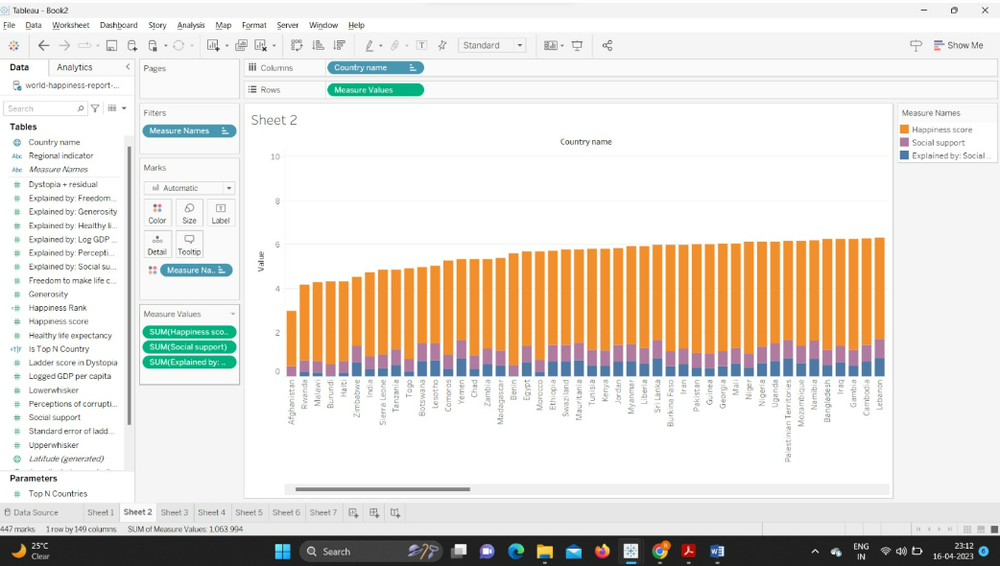 Tableau - Book2
File Data Worksheet Dashboard Story Analysis Map Format Server Window Help
Standard
Show Me
Data Analytics
world-happiness-report-...
Search
Tables
Country name
Abc Regional indicator
Abc Measure Names
# Dystopia + residual
# Explained by: Freedom...
# Explained by: Generosity
# Explained by: Healthy li...
# Explained by: Log GDP ...
# Explained by: Percepti...
# Explained by: Social su...
# Freedom to make life c...
# Generosity
# Happiness Rank
# Happiness score
# Healthy life expectancy
Is Top N Country
# Ladder score in Dystopia
# Logged GDP per capita
# Lowerwhisker
# Perceptions of corrupti...
# Social support
# Standard error of ladd...
# Upperwhisker
Latitude (generated)
Parameters
# Top N Countries
Pages
Filters
Measure Names
Marks
Automatic
Color Size Label
Detail Tooltip
Measure Na..
Measure Values
SUM(Happiness sco..
SUM(Social support)
SUM(Explained by: ..
Columns Country name
Rows Measure Values
Sheet 2
Country name
Value
10
8
6
4
2
0
Afghanistan
Rwanda
Malawi
Burundi
Haiti
Zimbabwe
India
Sierra Leone
Tanzania
Togo
Botswana
Lesotho
Comoros
Yemen
Chad
Zambia
Madagascar
Benin
Egypt
Morocco
Ethiopia
Swaziland
Mauritania
Tunisia
Kenya
Jordan
Myanmar
Liberia
Sri Lanka
Burkina Faso
Iran
Pakistan
Guinea
Georgia
Mali
Niger
Nigeria
Uganda
Palestinian Territories
Mozambique
Namibia
Bangladesh
Iraq
Gambia
Cambodia
Lebanon
Measure Names
Happiness score
Social support
Explained by: Social ..
Data Source Sheet 1 Sheet 2 Sheet 3 Sheet 4 Sheet 5 Sheet 6 Sheet 7
447 marks 1 row by 149 columns SUM of Measure Values: 1,063.994
25°C
Clear
Search
ENG
IN
23:12
16-04-2023
6